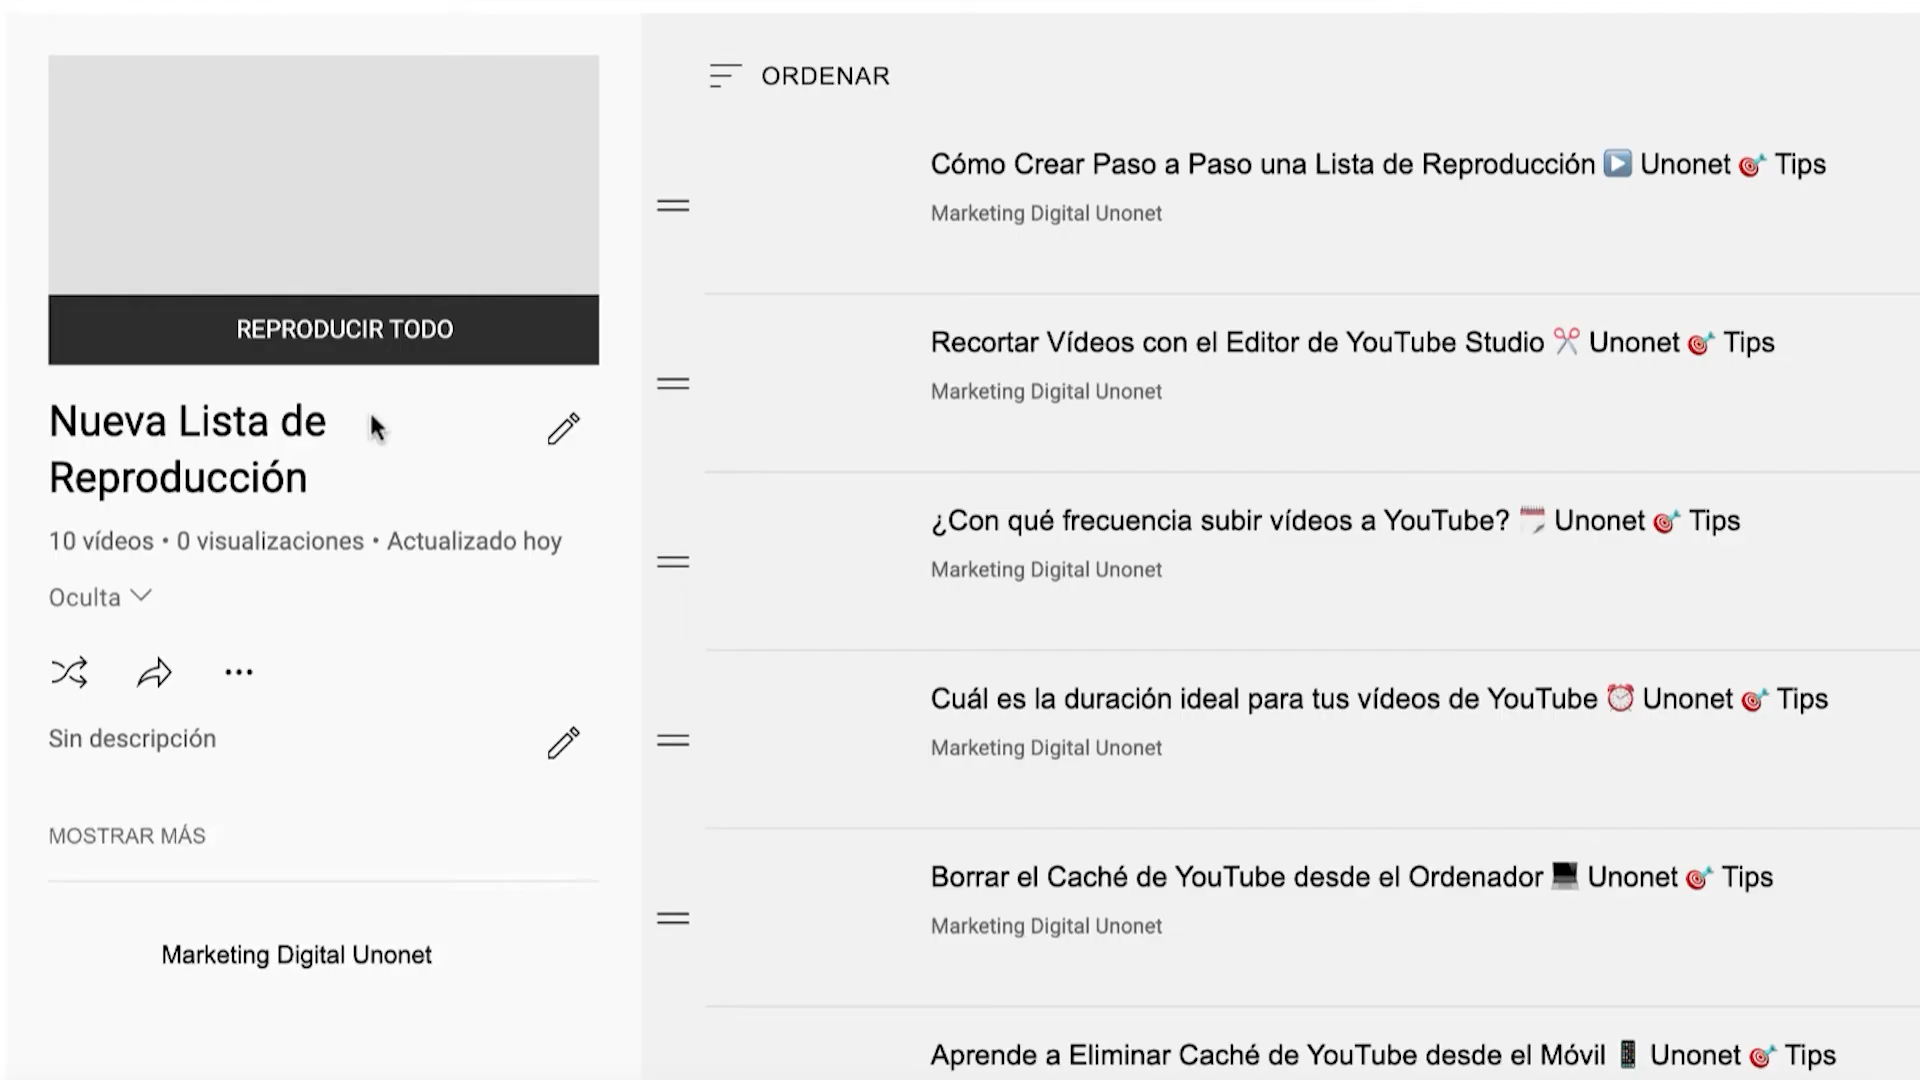 REPRODUCIR TODO
Nueva Lista de
Reproducción
10 vídeos • 0 visualizaciones • Actualizado hoy
Oculta
Sin descripción
MOSTRAR MÁS
Marketing Digital Unonet
ORDENAR
Cómo Crear Paso a Paso una Lista de Reproducción ▶️ Unonet 🎯 Tips
Marketing Digital Unonet
Recortar Vídeos con el Editor de YouTube Studio ✂️ Unonet 🎯 Tips
Marketing Digital Unonet
¿Con qué frecuencia subir vídeos a YouTube? 🗓️ Unonet 🎯 Tips
Marketing Digital Unonet
Cuál es la duración ideal para tus vídeos de YouTube ⏰ Unonet 🎯 Tips
Marketing Digital Unonet
Borrar el Caché de YouTube desde el Ordenador 💻 Unonet 🎯 Tips
Marketing Digital Unonet
Aprende a Eliminar Caché de YouTube desde el Móvil 📱 Unonet 🎯 Tips